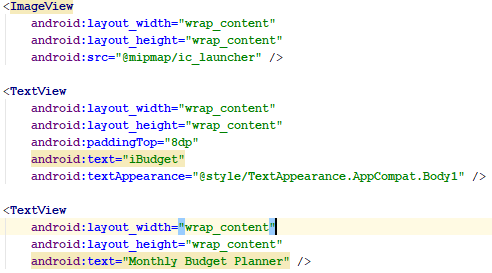 <ImageView
    android:layout_width="wrap_content"
    android:layout_height="wrap_content"
    android:src="@mipmap/ic_launcher" />

<TextView
    android:layout_width="wrap_content"
    android:layout_height="wrap_content"
    android:paddingTop="8dp"
    android:text="iBudget"
    android:textAppearance="@style/TextAppearance.AppCompat.Body1" />

<TextView
    android:layout_width="wrap_content"
    android:layout_height="wrap_content"
    android:text="Monthly Budget Planner" />